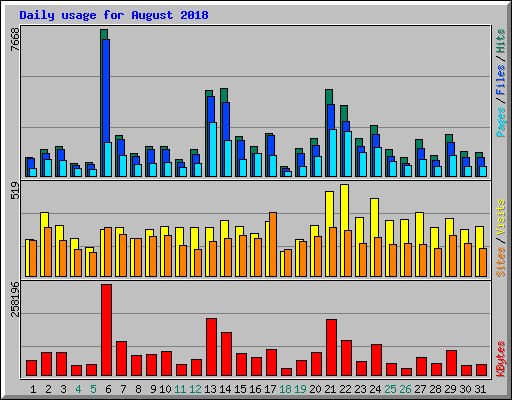 Daily usage for August 2018
7668
Pages / Files / Hits
519
Sites / Visits
258196
KBytes
1 2 3 4 5 6 7 8 9 10 11 12 13 14 15 16 17 18 19 20 21 22 23 24 25 26 27 28 29 30 31